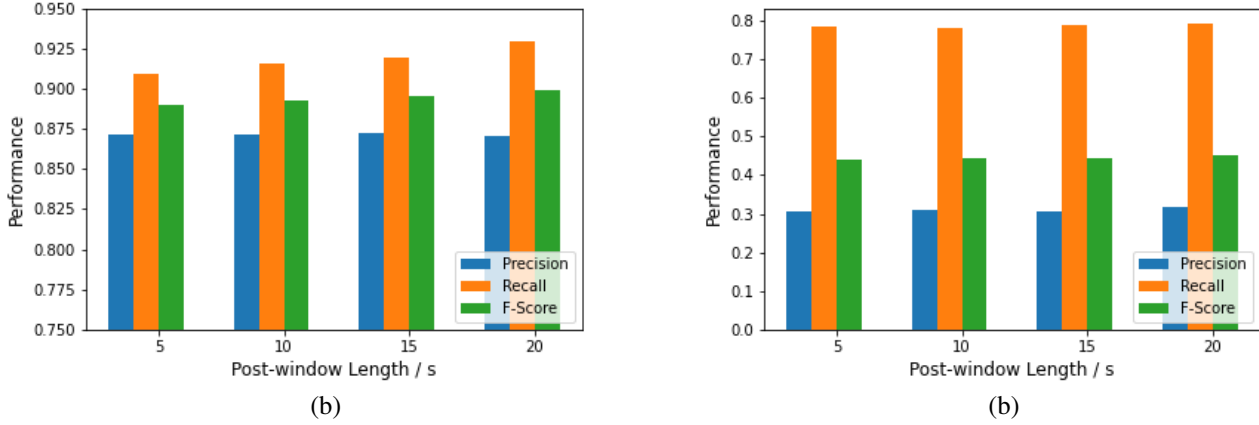 0.950
0.925
0.900
0.875
0.850
0.825
0.800
0.775
0.750
Performance
5 10 15 20
Post-window Length / s
Precision
Recall
F-Score
(b)
0.8
0.7
0.6
0.5
0.4
0.3
0.2
0.1
0.0
Performance
5 10 15 20
Post-window Length / s
Precision
Recall
F-Score
(b)